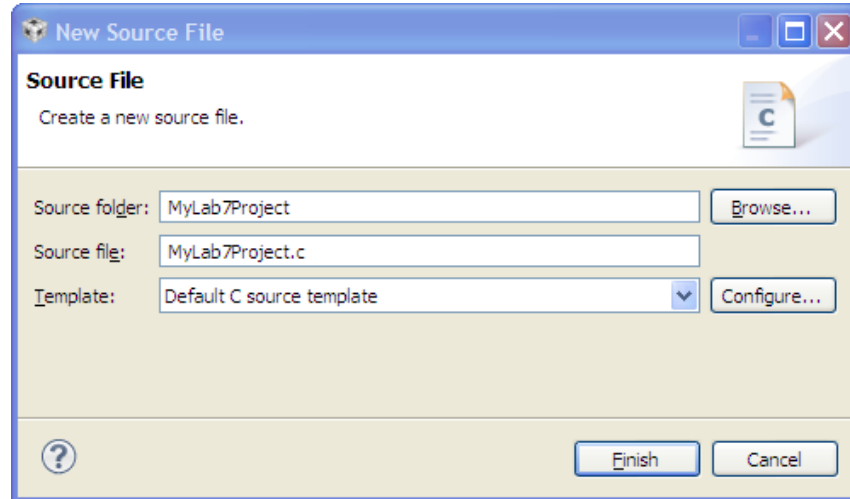 New Source File
Source File
Create a new source file.
C
Source folder: MyLab7Project Browse...
Source file: MyLab7Project.c
Template: Default C source template Configure...
?
Finish Cancel